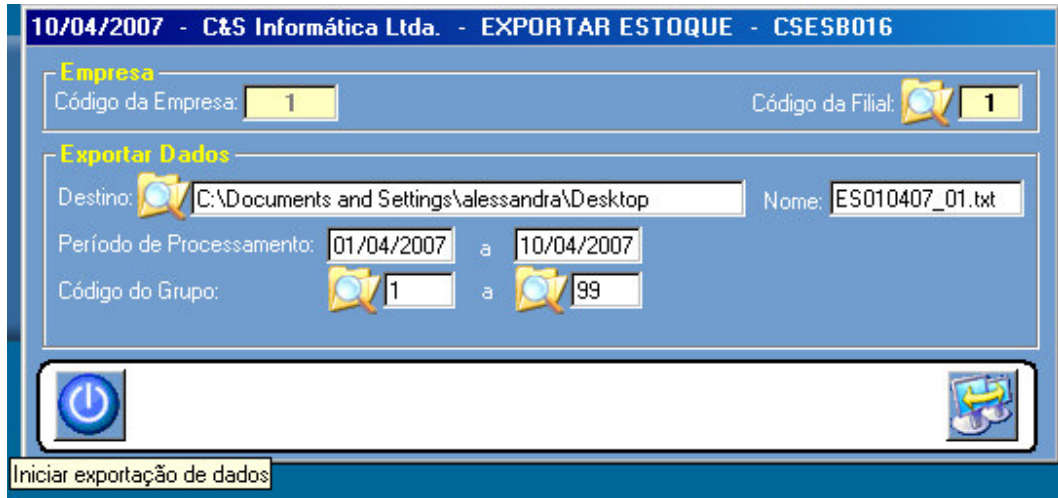 10/04/2007 - C&S Informática Ltda. - EXPORTAR ESTOQUE - CSESB016
Empresa
Código da Empresa: 1 Código da Filial: 1
Exportar Dados
Destino: C:\Documents and Settings\alessandra\Desktop Nome: ES010407_01.txt
Período de Processamento: 01/04/2007 a 10/04/2007
Código do Grupo: 1 a 99
Iniciar exportação de dados